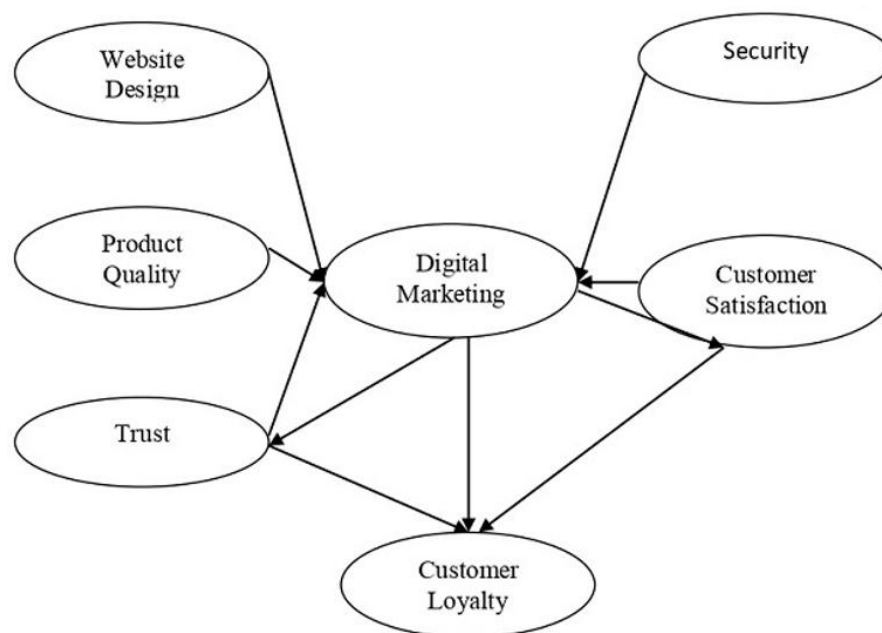 Website
Design
Security
Product
Quality
Digital
Marketing
Customer
Satisfaction
Trust
Customer
Loyalty